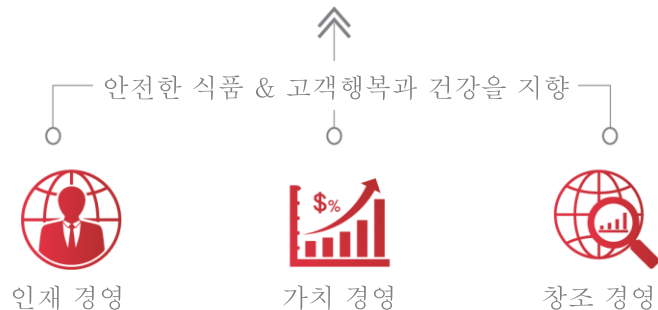 안전한 식품 & 고객행복과 건강을 지향
$%
인재 경영
가치 경영
창조 경영